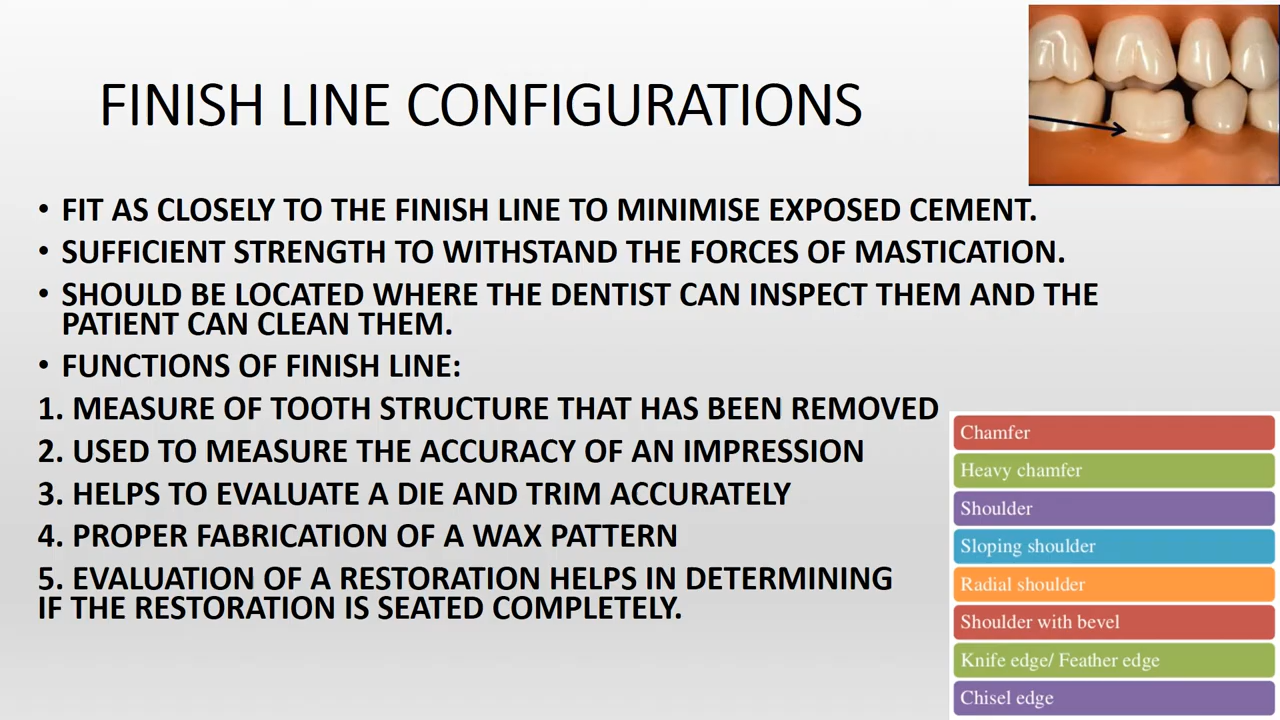 FINISH LINE CONFIGURATIONS
• FIT AS CLOSELY TO THE FINISH LINE TO MINIMISE EXPOSED CEMENT.
• SUFFICIENT STRENGTH TO WITHSTAND THE FORCES OF MASTICATION.
• SHOULD BE LOCATED WHERE THE DENTIST CAN INSPECT THEM AND THE
PATIENT CAN CLEAN THEM.
• FUNCTIONS OF FINISH LINE:
1. MEASURE OF TOOTH STRUCTURE THAT HAS BEEN REMOVED
2. USED TO MEASURE THE ACCURACY OF AN IMPRESSION
3. HELPS TO EVALUATE A DIE AND TRIM ACCURATELY
4. PROPER FABRICATION OF A WAX PATTERN
5. EVALUATION OF A RESTORATION HELPS IN DETERMINING
IF THE RESTORATION IS SEATED COMPLETELY.
Chamfer
Heavy chamfer
Shoulder
Sloping shoulder
Radial shoulder
Shoulder with bevel
Knife edge/ Feather edge
Chisel edge